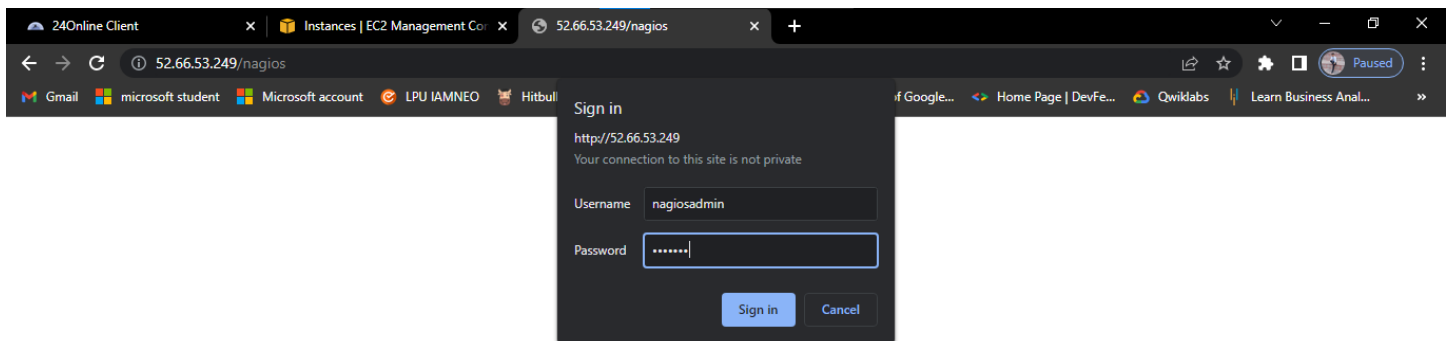 24Online Client
Instances | EC2 Management Cor
52.66.53.249/nagios
52.66.53.249/nagios
Paused
Gmail
microsoft student
Microsoft account
LPU IAMNEO
Hitbull
of Google...
Home Page | DevFe...
Qwiklabs
Learn Business Anal...
»
Sign in
http://52.66.53.249
Your connection to this site is not private
Username nagiosadmin
Password •••••••
Sign in Cancel